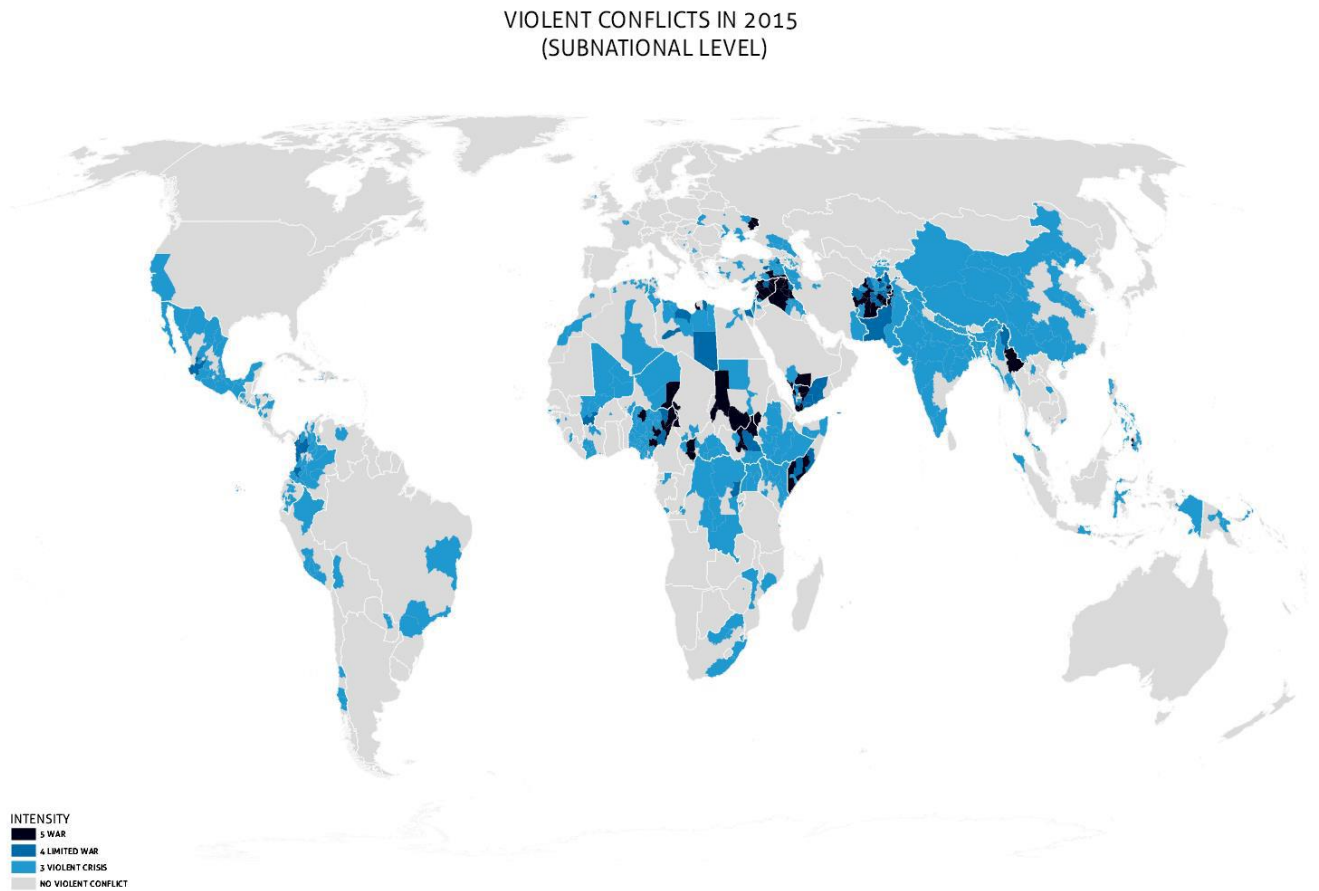 VIOLENT CONFLICTS IN 2015
(SUBNATIONAL LEVEL)
INTENSITY
5 WAR
4 LIMITED WAR
3 VIOLENT CRISIS
NO VIOLENT CONFLICT